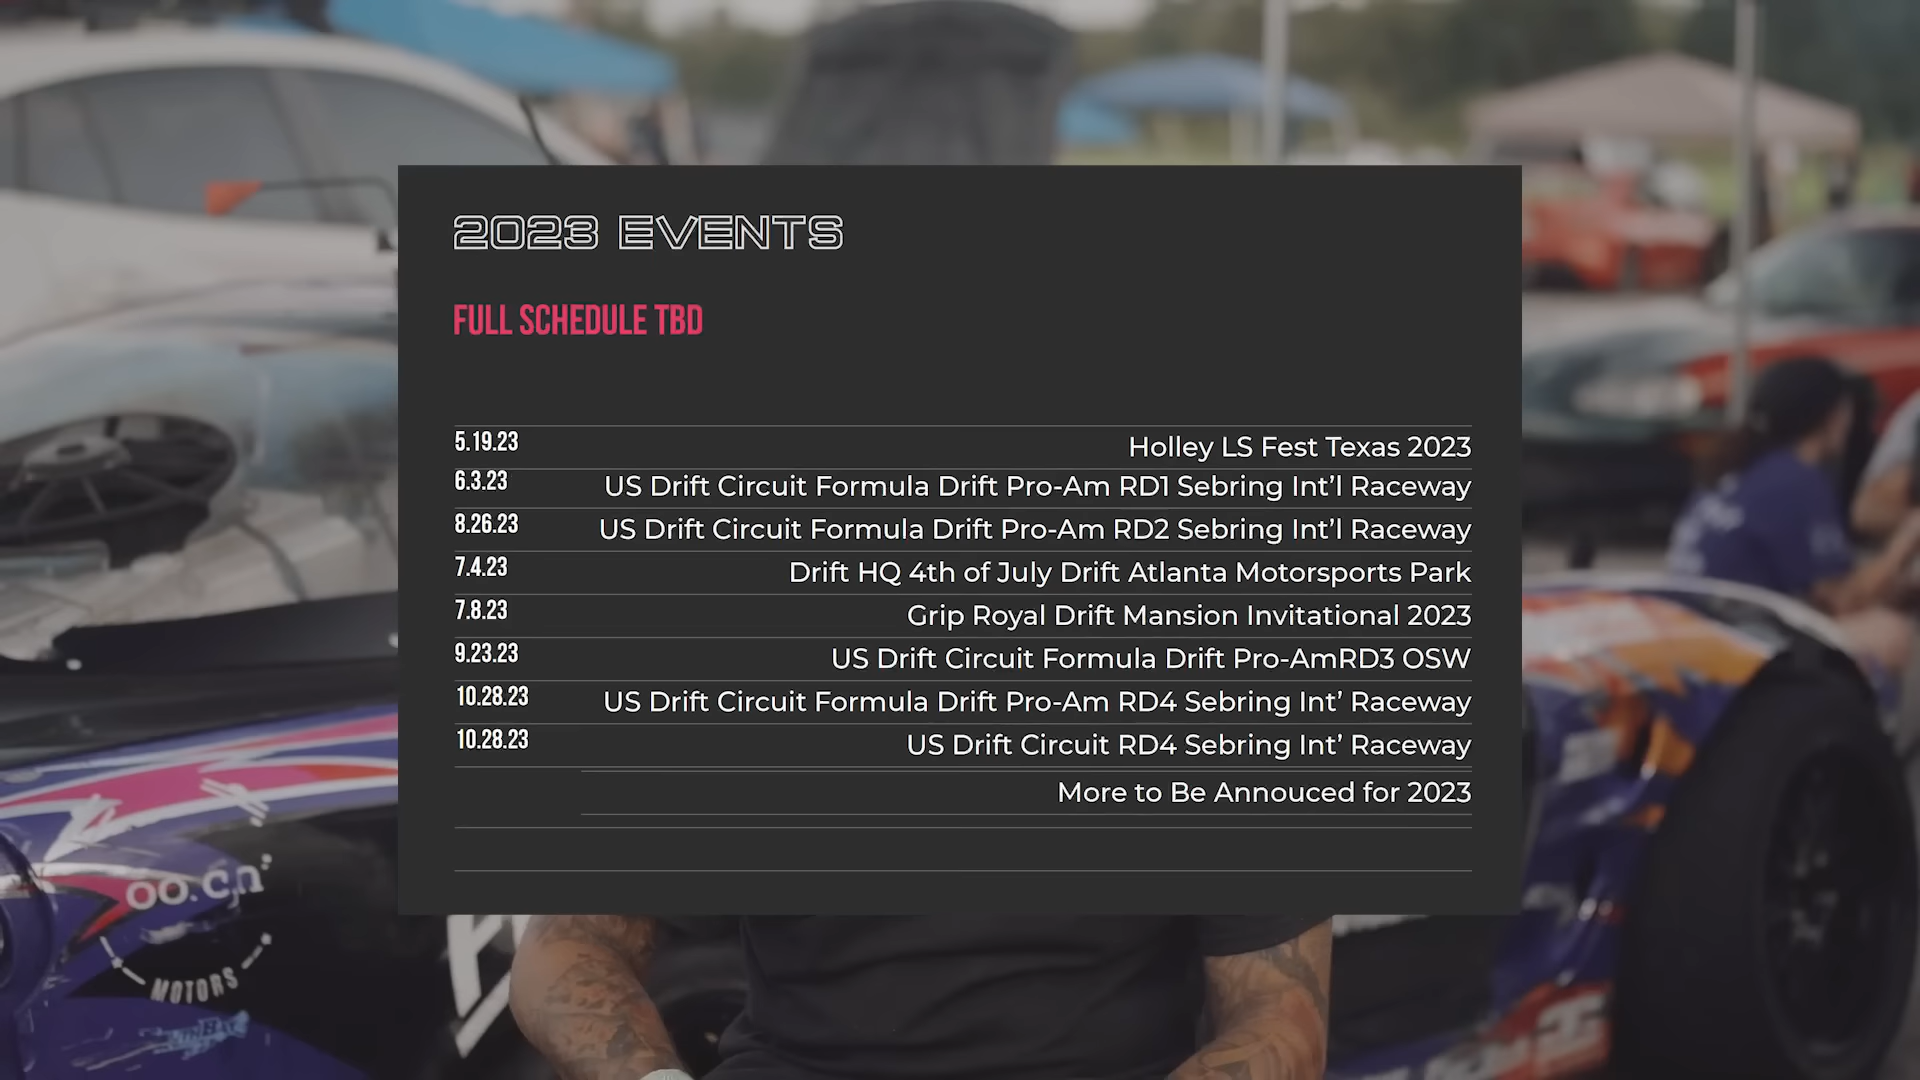 2023 EVENTS
FULL SCHEDULE TBD
5.19.23 Holley LS Fest Texas 2023
6.3.23 US Drift Circuit Formula Drift Pro-Am RD1 Sebring Int'l Raceway
8.26.23 US Drift Circuit Formula Drift Pro-Am RD2 Sebring Int'l Raceway
7.4.23 Drift HQ 4th of July Drift Atlanta Motorsports Park
7.8.23 Grip Royal Drift Mansion Invitational 2023
9.23.23 US Drift Circuit Formula Drift Pro-AmRD3 OSW
10.28.23 US Drift Circuit Formula Drift Pro-Am RD4 Sebring Int' Raceway
10.28.23 US Drift Circuit RD4 Sebring Int' Raceway
More to Be Annouced for 2023
MOTORS